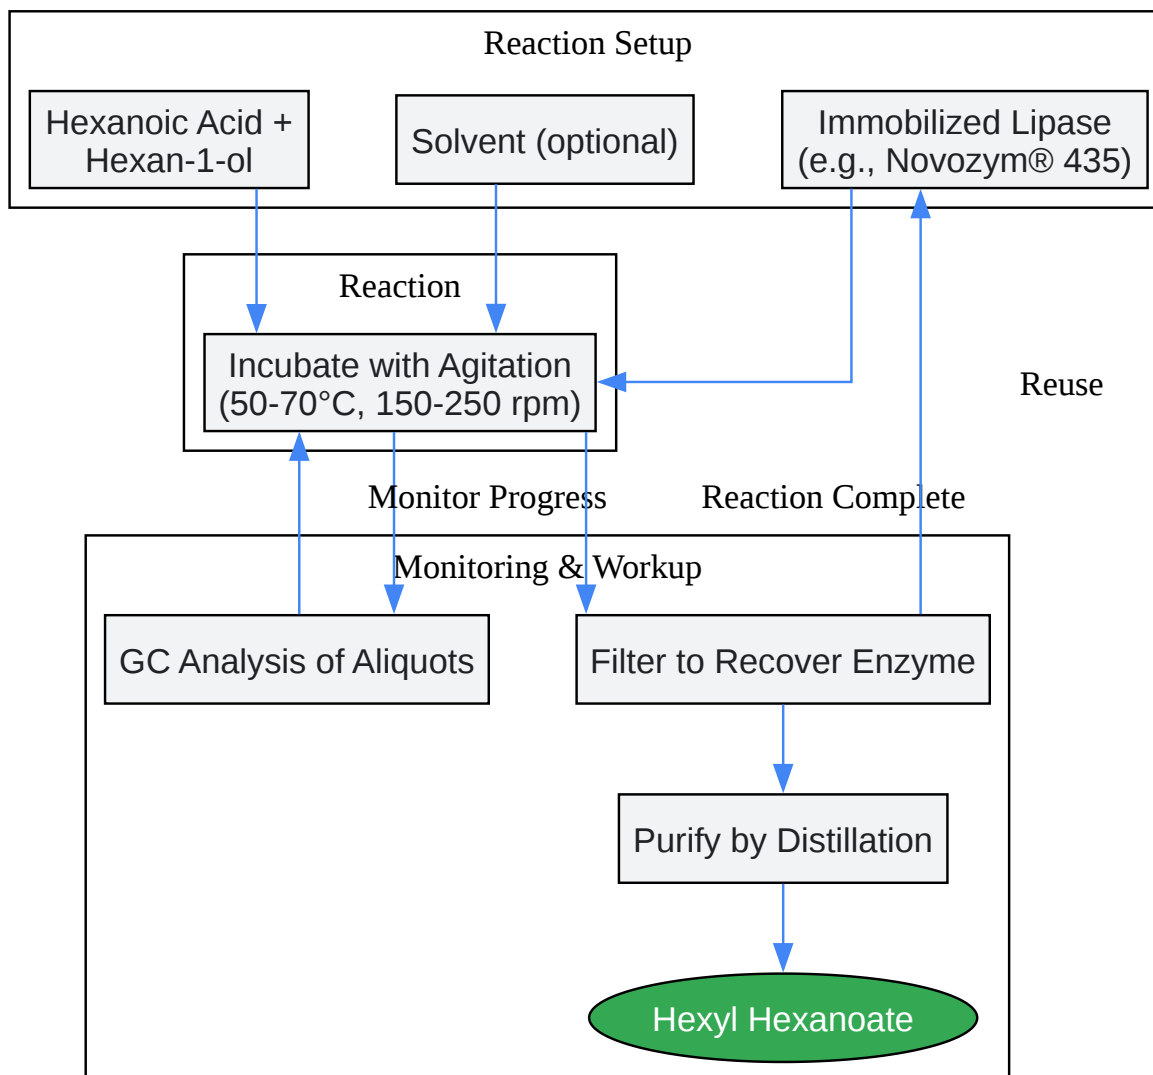 Reaction Setup
Hexanoic Acid +
Hexan-1-ol
Solvent (optional)
Immobilized Lipase
(e.g., Novozym® 435)
Reaction
Incubate with Agitation
(50-70°C, 150-250 rpm)
Reuse
Monitor Progress
Reaction Complete
Monitoring & Workup
GC Analysis of Aliquots
Filter to Recover Enzyme
Purify by Distillation
Hexyl Hexanoate